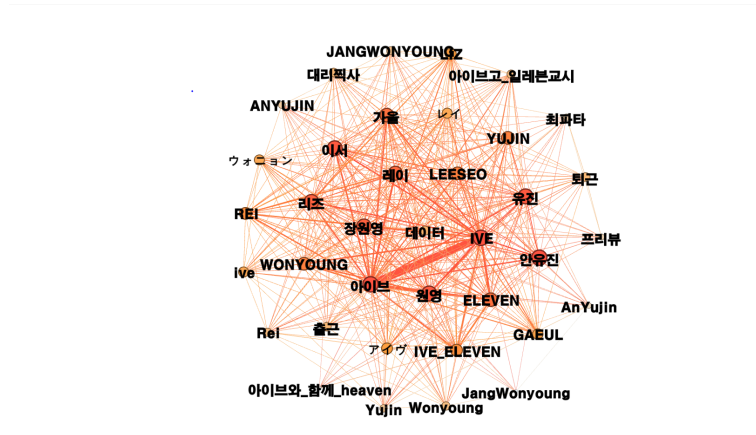 JANGWONYOUNG
LIZ
대리찍사
아이브고_일레븐교시
ANYUJIN
가을
レイ
최파타
이서
YUJIN
ウォニョン
레이
LEESEO
퇴근
REI
리즈
유진
장원영
데이터
IVE
프리뷰
ive
WONYOUNG
안유진
아이브
원영
ELEVEN
AnYujin
Rei
출근
GAEUL
アイヴ
IVE_ELEVEN
아이브와_함께_heaven
JangWonyoung
Yujin
Wonyoung